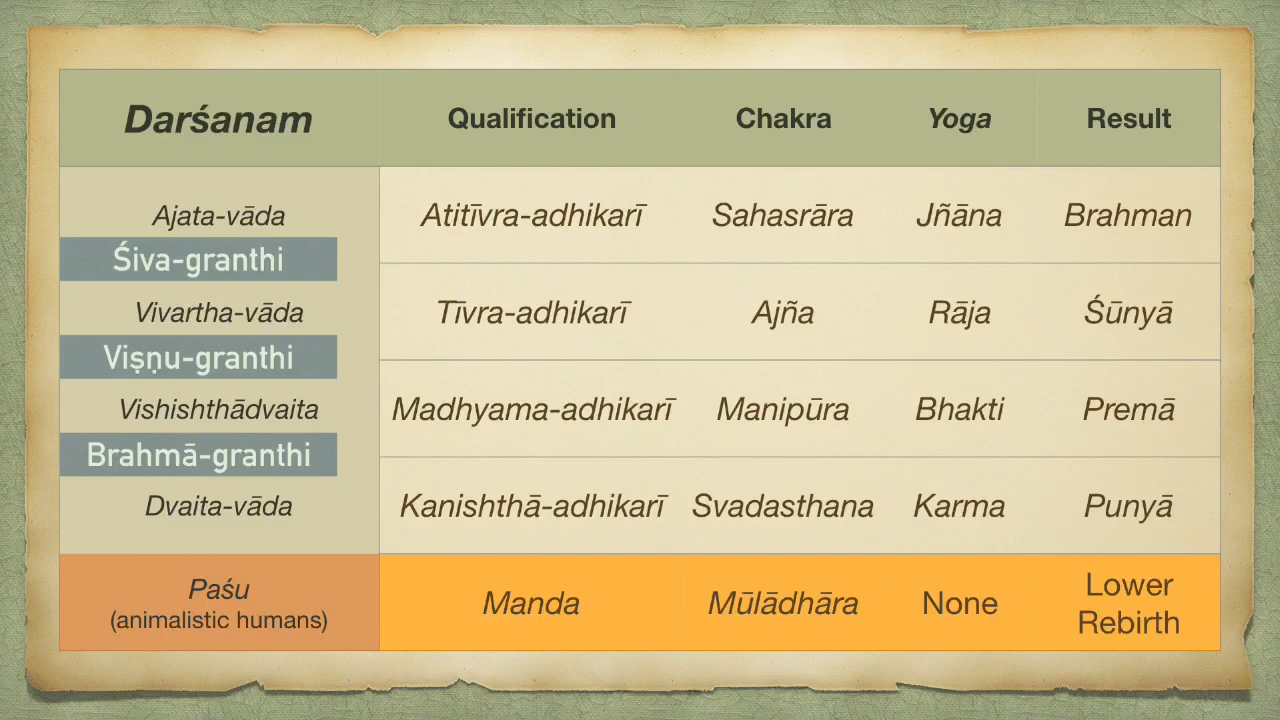 Darśanam Qualification Chakra Yoga Result
Ajata-vāda Atitīvra-adhikarī Sahasrāra Jñāna Brahman
Śiva-granthi
Vivartha-vāda Tīvra-adhikarī Ajña Rāja Śūnyā
Viṣṇu-granthi
Vishishthādvaita Madhyama-adhikarī Manipūra Bhakti Premā
Brahmā-granthi
Dvaita-vāda Kanishthā-adhikarī Svadasthana Karma Punyā
Paśu
(animalistic humans)
Manda Mūlādhāra None
Lower
Rebirth